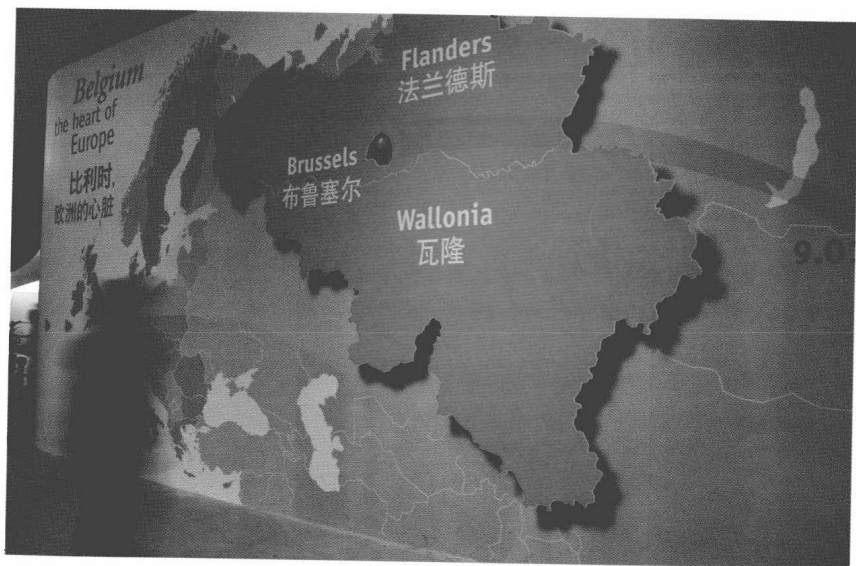 Belgium
the heart of
Europe
比利时,
欧洲的心脏
Flanders
法兰德斯
Brussels
布鲁塞尔
Wallonia
瓦隆